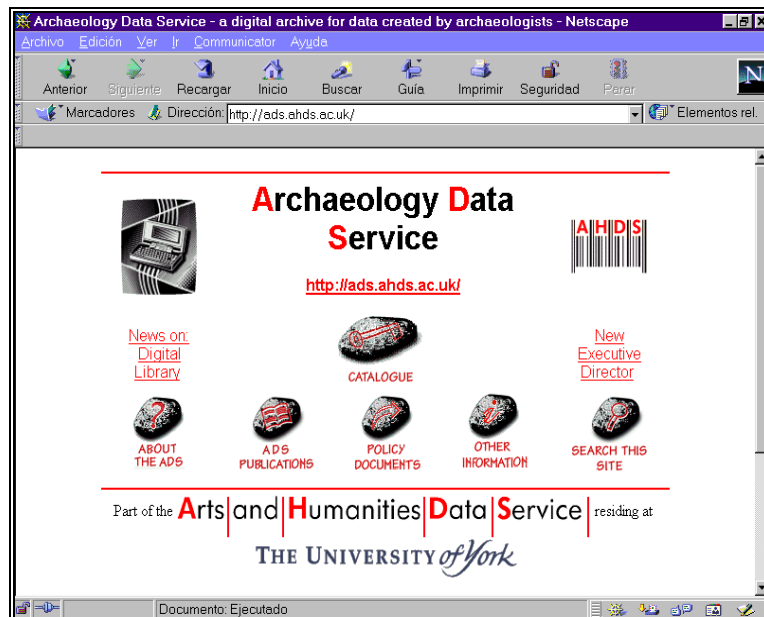 Archaeology Data Service - a digital archive for data created by archaeologists - Netscape
Archivo Edición Ver Ir Communicator Ayuda
Anterior Siguiente Recargar Inicio Buscar Guía Imprimir Seguridad Parar
N
Marcadores Dirección: http://ads.ahds.ac.uk/ Elementos rel.
Archaeology Data
Service
AHDS
http://ads.ahds.ac.uk/
News on:
Digital
Library
CATALOGUE
New
Executive
Director
ABOUT
THE ADS
ADS
PUBLICATIONS
POLICY
DOCUMENTS
OTHER
INFORMATION
SEARCH THIS
SITE
Part of the Arts and Humanities Data Service residing at
THE UNIVERSITY of York
Documento: Ejecutado